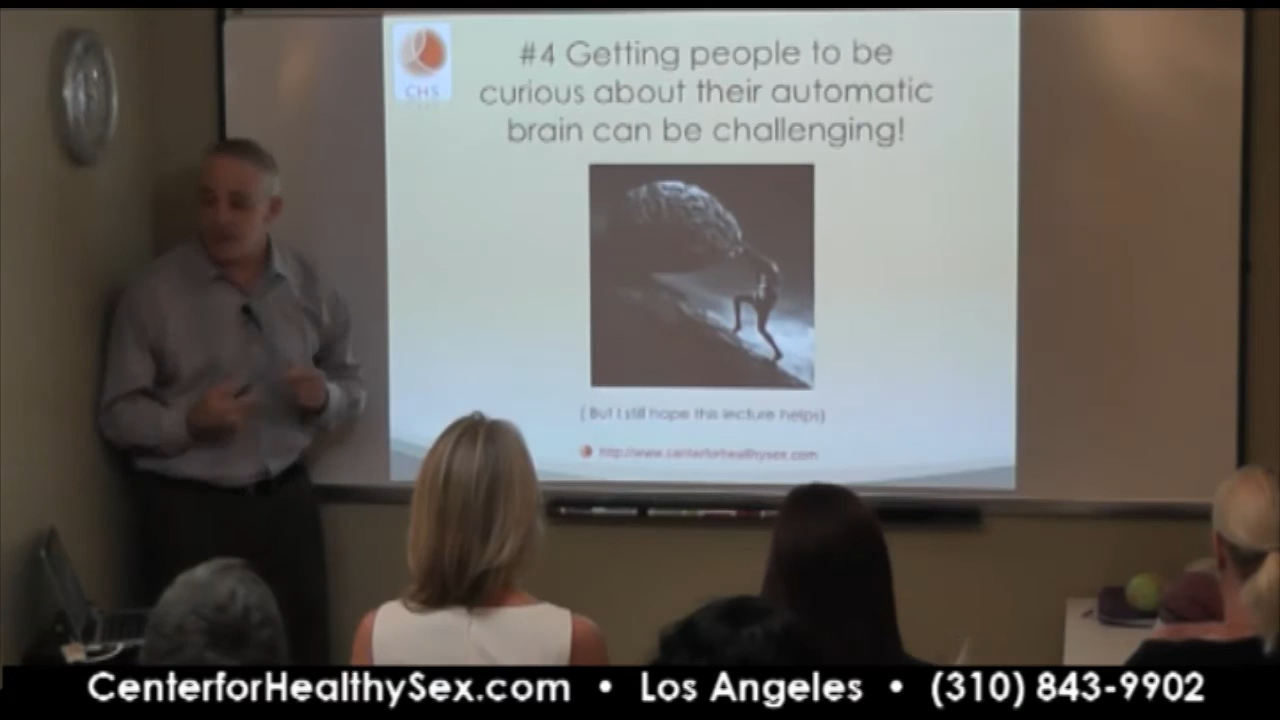 #4 Getting people to be
curious about their automatic
brain can be challenging!
CHS
( But I still hope this lecture helps)
http://www.centerforhealthysex.com
CenterforHealthySex.com • Los Angeles • (310) 843-9902